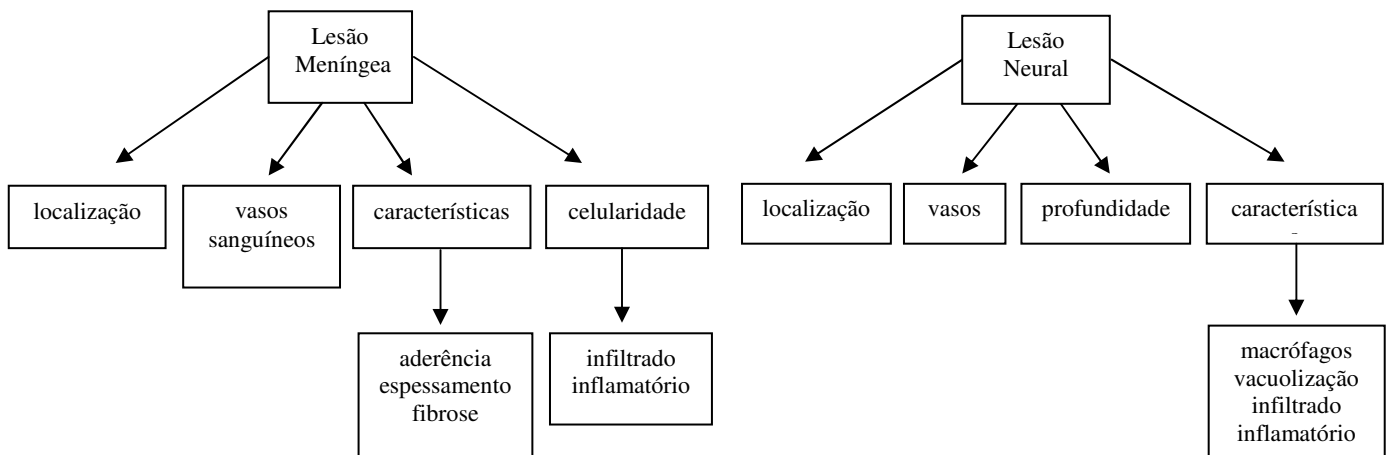 Lesão
Meníngea
localização
vasos
sanguíneos
características
celularidade
aderência
espessamento
fibrose
infiltrado
inflamatório
Lesão
Neural
localização
vasos
profundidade
característica
macrófagos
vacuolização
infiltrado
inflamatório